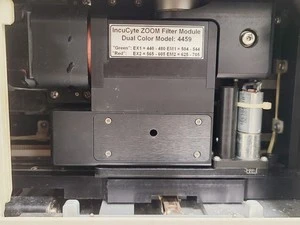 IncuCyte ZOOM Filter Module
Dual Color Model: 4459
"Green": EX1 = 440 - 480 EM1 = 504 - 544
"Red": EX2 = 565 - 605 EM2 = 625 - 705